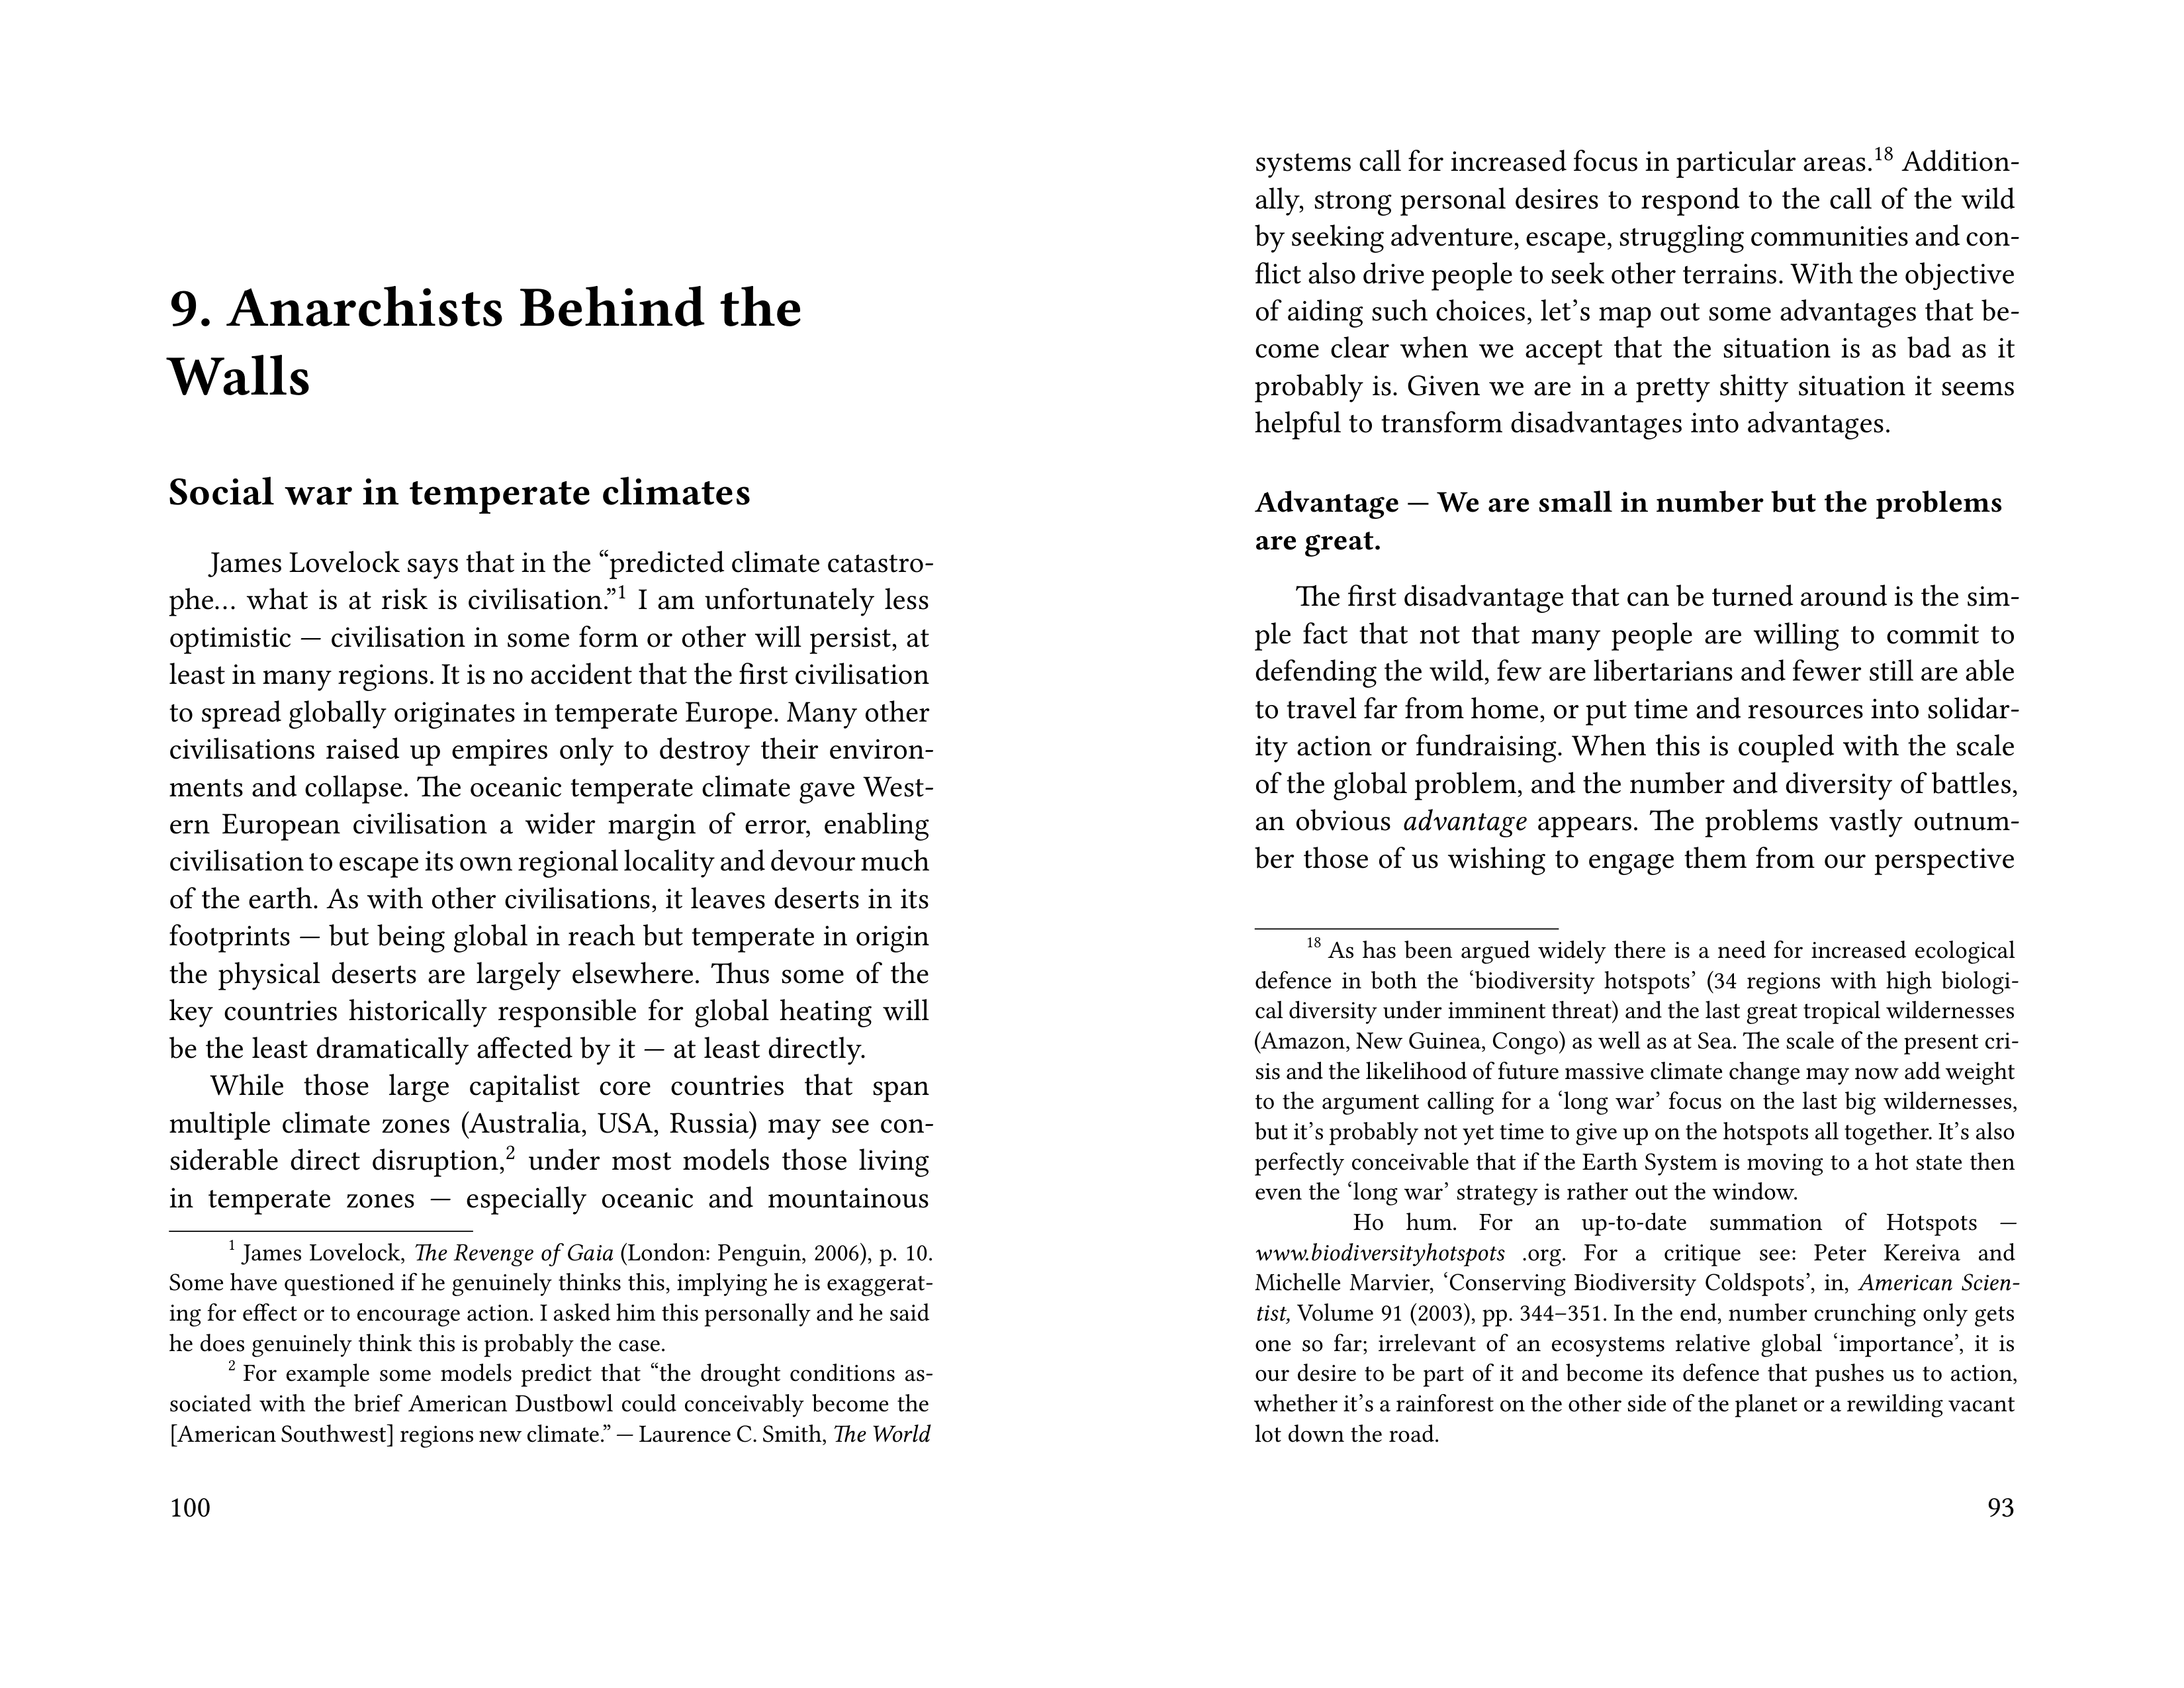 9. Anarchists Behind the
Walls
Social war in temperate climates
James Lovelock says that in the “predicted climate catastro-
phe… what is at risk is civilisation.”1 I am unfortunately less
optimistic — civilisation in some form or other will persist, at
least in many regions. It is no accident that the first civilisation
to spread globally originates in temperate Europe. Many other
civilisations raised up empires only to destroy their environ-
ments and collapse. The oceanic temperate climate gave West-
ern European civilisation a wider margin of error, enabling
civilisation to escape its own regional locality and devour much
of the earth. As with other civilisations, it leaves deserts in its
footprints — but being global in reach but temperate in origin
the physical deserts are largely elsewhere. Thus some of the
key countries historically responsible for global heating will
be the least dramatically affected by it — at least directly.
While those large capitalist core countries that span
multiple climate zones (Australia, USA, Russia) may see con-
siderable direct disruption,2 under most models those living
in temperate zones — especially oceanic and mountainous
1 James Lovelock, The Revenge of Gaia (London: Penguin, 2006), p. 10.
Some have questioned if he genuinely thinks this, implying he is exaggerat-
ing for effect or to encourage action. I asked him this personally and he said
he does genuinely think this is probably the case.
2 For example some models predict that “the drought conditions as-
sociated with the brief American Dustbowl could conceivably become the
[American Southwest] regions new climate.” — Laurence C. Smith, The World
100
systems call for increased focus in particular areas.18 Addition-
ally, strong personal desires to respond to the call of the wild
by seeking adventure, escape, struggling communities and con-
flict also drive people to seek other terrains. With the objective
of aiding such choices, let’s map out some advantages that be-
come clear when we accept that the situation is as bad as it
probably is. Given we are in a pretty shitty situation it seems
helpful to transform disadvantages into advantages.
Advantage — We are small in number but the problems
are great.
The first disadvantage that can be turned around is the sim-
ple fact that not that many people are willing to commit to
defending the wild, few are libertarians and fewer still are able
to travel far from home, or put time and resources into solidar-
ity action or fundraising. When this is coupled with the scale
of the global problem, and the number and diversity of battles,
an obvious advantage appears. The problems vastly outnum-
ber those of us wishing to engage them from our perspective
18 As has been argued widely there is a need for increased ecological
defence in both the ‘biodiversity hotspots’ (34 regions with high biologi-
cal diversity under imminent threat) and the last great tropical wildernesses
(Amazon, New Guinea, Congo) as well as at Sea. The scale of the present cri-
sis and the likelihood of future massive climate change may now add weight
to the argument calling for a ‘long war’ focus on the last big wildernesses,
but it’s probably not yet time to give up on the hotspots all together. It’s also
perfectly conceivable that if the Earth System is moving to a hot state then
even the ‘long war’ strategy is rather out the window.
Ho hum. For an up-to-date summation of Hotspots —
www.biodiversityhotspots .org. For a critique see: Peter Kereiva and
Michelle Marvier, ‘Conserving Biodiversity Coldspots’, in, American Scien-
tist, Volume 91 (2003), pp. 344–351. In the end, number crunching only gets
one so far; irrelevant of an ecosystems relative global ‘importance’, it is
our desire to be part of it and become its defence that pushes us to action,
whether it’s a rainforest on the other side of the planet or a rewilding vacant
lot down the road.
93